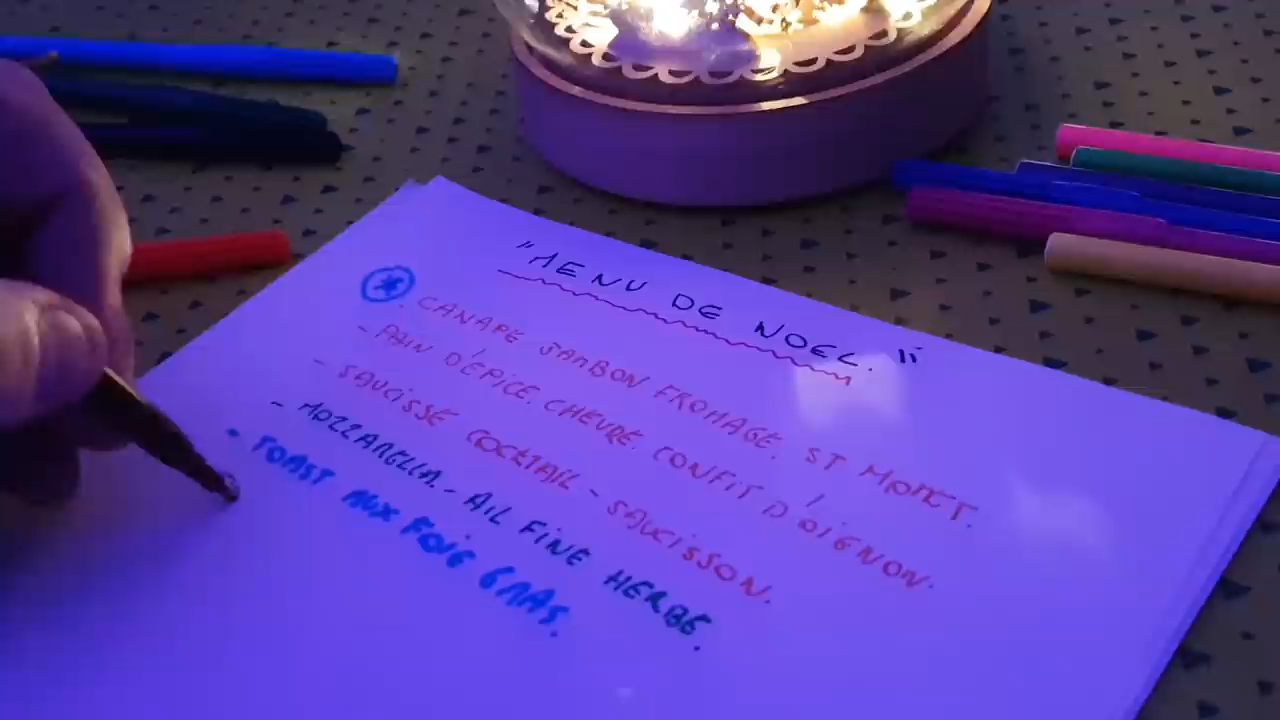 "MENU DE NOEL."
. CANAPE JAMBON FROMAGE. ST MORET.
- PAIN D'ÉPICE. CHEVRE. CONFIT D'OIGNON.
- SAUCISSE COCKTAIL - SAUCISSON.
- MOZZARELLA. - AIL FINE HERBE.
- TOAST AUX FOIE GRAS.